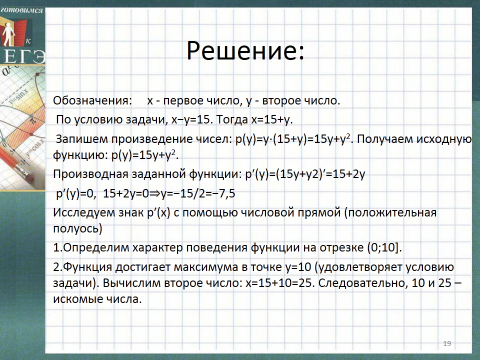 готовимся
к
ЕГЭ
Решение:
Обозначения: x - первое число, y - второе число.
По условию задачи, x−y=15. Тогда x=15+y.
Запишем произведение чисел: p(y)=y⋅(15+y)=15y+y². Получаем исходную
функцию: p(y)=15y+y².
Производная заданной функции: p′(y)=(15y+y2)′=15+2y
p′(y)=0, 15+2y=0⇒y=−15/2=−7,5
Исследуем знак p′(x) с помощью числовой прямой (положительная
полуось)
1.Определим характер поведения функции на отрезке (0;10].
2.Функция достигает максимума в точке y=10 (удовлетворяет условию
задачи). Вычислим второе число: x=15+10=25. Следовательно, 10 и 25 –
искомые числа.
19